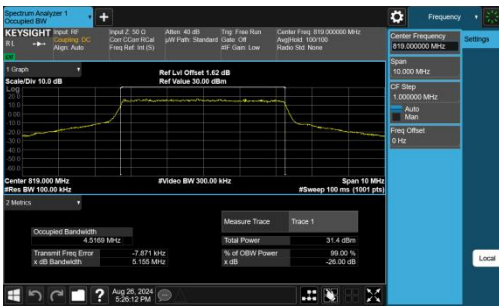 Spectrum Analyzer 1
Occupied BW
KEYSIGHT
Input: RF
Coupling: DC
Align: Auto
Input Z: 50 Ω
Corr CCorr RCal
Freq Ref: Int (S)
Atten: 40 dB
µW Path: Standard
Trig: Free Run
Gate: Off
#IF Gain: Low
Center Freq: 819.000000 MHz
Avg|Hold: 100/100
Radio Std: None
1 Graph
Scale/Div 10.0 dB
Ref Lvl Offset 1.62 dB
Ref Value 30.00 dBm
Log
Center 819.000 MHz
#Res BW 100.00 kHz
#Video BW 300.00 kHz
Span 10 MHz
#Sweep 100 ms (1001 pts)
2 Metrics
Measure Trace Trace 1
Occupied Bandwidth
4.5169 MHz
Total Power 31.4 dBm
Transmit Freq Error -7.871 kHz
% of OBW Power 99.00 %
x dB Bandwidth 5.155 MHz
x dB -26.00 dB
Aug 26, 2024
5:26:12 PM
Frequency
Center Frequency
819.000000 MHz
Settings
Span
10.000 MHz
CF Step
1.000000 MHz
Auto
Man
Freq Offset
0 Hz
Local